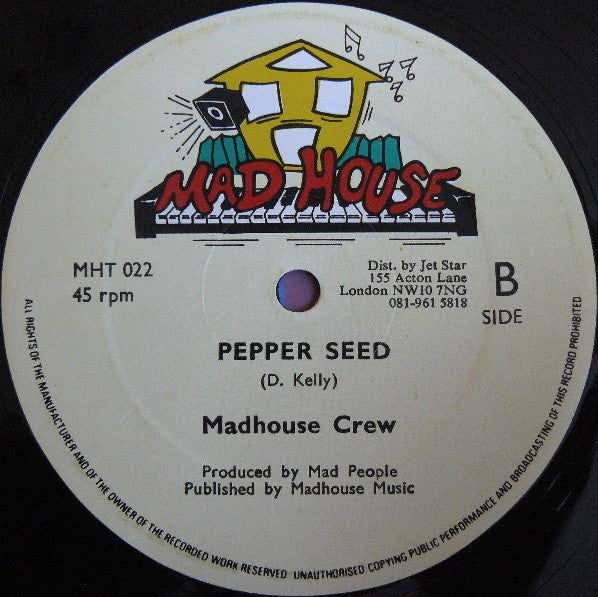 MAD HOUSE
MHT 022
45 rpm
Dist. by Jet Star
155 Acton Lane
London NW10 7NG
081-961 5818
B
SIDE
PEPPER SEED
(D. Kelly)
Madhouse Crew
Produced by Mad People
Published by Madhouse Music
ALL RIGHTS OF THE MANUFACTURER AND OF THE OWNER OF THE RECORDED WORK RESERVED UNAUTHORISED COPYING PUBLIC PERFORMANCE AND BROADCASTING OF THIS RECORD PROHIBITED